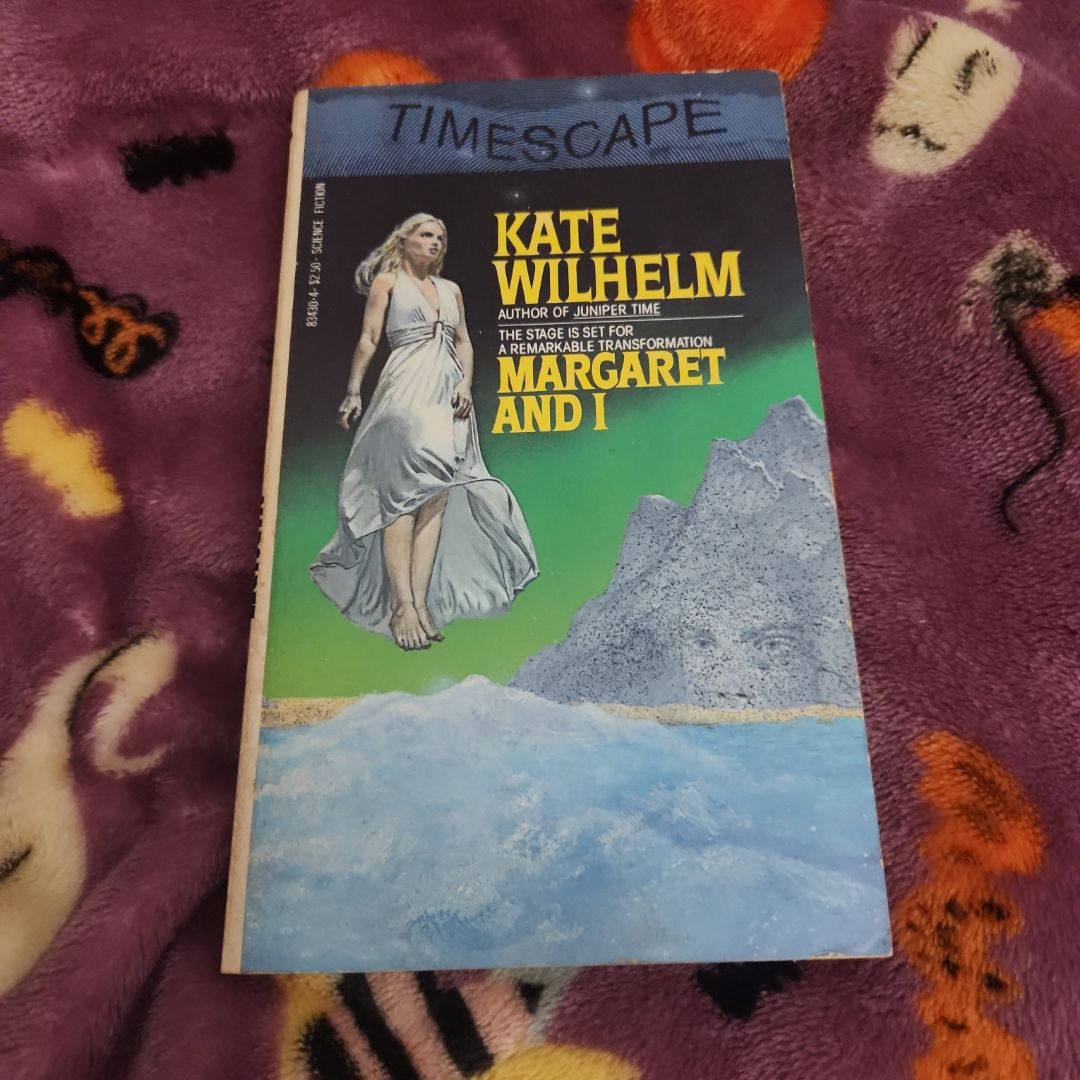 TIMESCAPE
83430-4 · $2.50 · SCIENCE FICTION
KATE
WILHELM
AUTHOR OF JUNIPER TIME
THE STAGE IS SET FOR
A REMARKABLE TRANSFORMATION
MARGARET
AND I